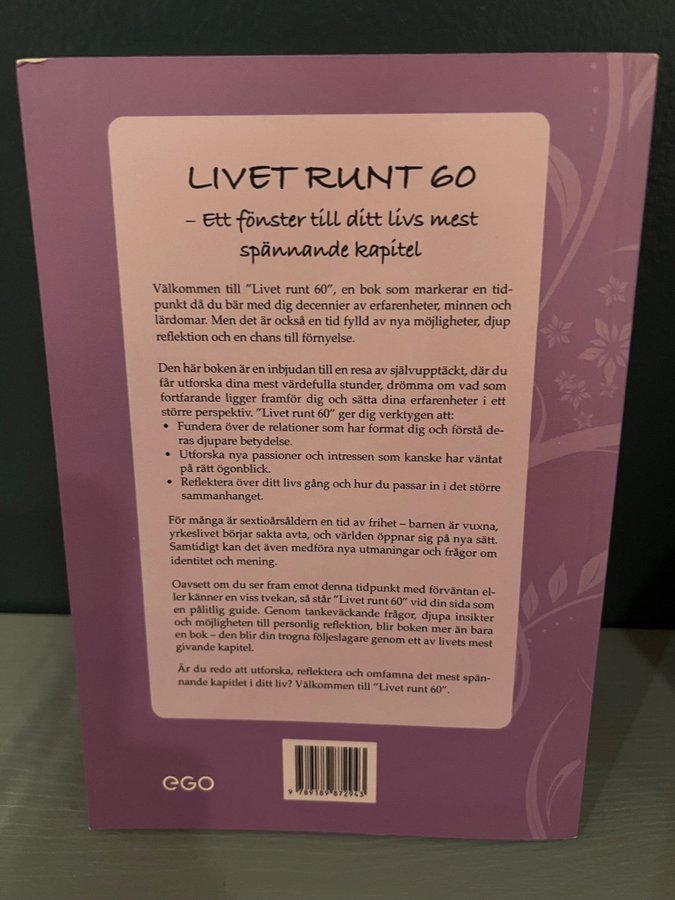 LIVET RUNT 60
– Ett fönster till ditt livs mest
spännande kapitel
Välkommen till ”Livet runt 60”, en bok som markerar en tid-
punkt då du bär med dig decennier av erfarenheter, minnen och
lärdomar. Men det är också en tid fylld av nya möjligheter, djup
reflektion och en chans till förnyelse.
Den här boken är en inbjudan till en resa av självupptäckt, där du
får utforska dina mest värdefulla stunder, drömma om vad som
fortfarande ligger framför dig och sätta dina erfarenheter i ett
större perspektiv. ”Livet runt 60” ger dig verktygen att:
• Fundera över de relationer som har format dig och förstå de-
ras djupare betydelse.
• Utforska nya passioner och intressen som kanske har väntat
på rätt ögonblick.
• Reflektera över ditt livs gång och hur du passar in i det större
sammanhanget.
För många är sextioårsåldern en tid av frihet – barnen är vuxna,
yrkeslivet börjar sakta avta, och världen öppnar sig på nya sätt.
Samtidigt kan det även medföra nya utmaningar och frågor om
identitet och mening.
Oavsett om du ser fram emot denna tidpunkt med förväntan el-
ler känner en viss tvekan, så står ”Livet runt 60” vid din sida som
en pålitlig guide. Genom tankeväckande frågor, djupa insikter
och möjligheten till personlig reflektion, blir boken mer än bara
en bok – den blir din trogna följeslagare genom ett av livets mest
givande kapitel.
Är du redo att utforska, reflektera och omfamna det mest spän-
nande kapitlet i ditt liv? Välkommen till ”Livet runt 60”.
eGO
9 789189 872943